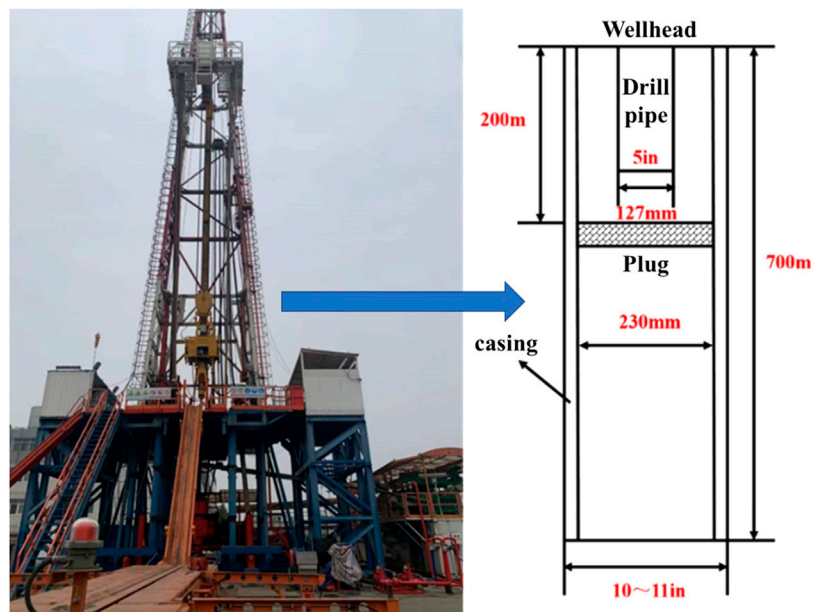 Wellhead
Drill
pipe
200m
5in
127mm
Plug
700m
230mm
casing
10～11in